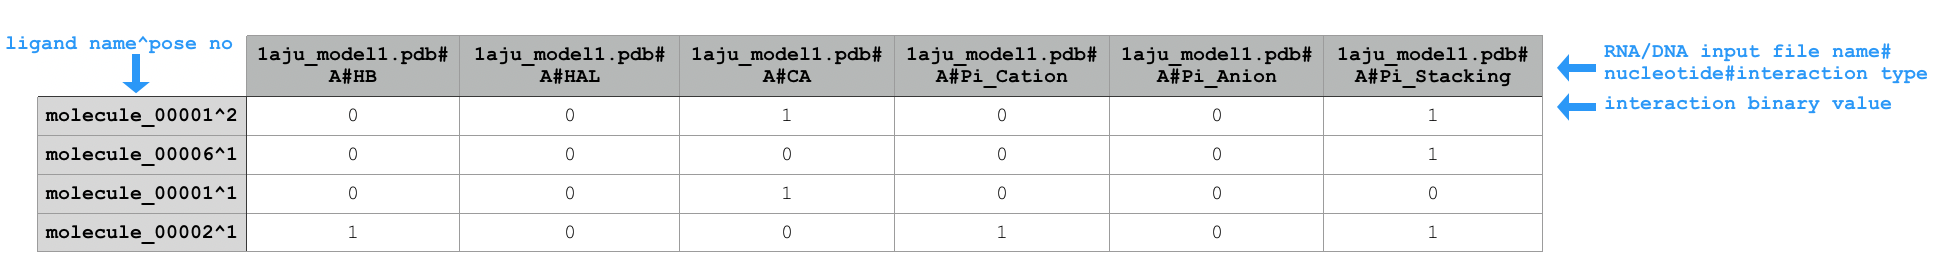 ligand name^pose no
1aju_model1.pdb# 1aju_model1.pdb# 1aju_model1.pdb# 1aju_model1.pdb# 1aju_model1.pdb# 1aju_model1.pdb#
A#HB A#HAL A#CA A#Pi_Cation A#Pi_Anion A#Pi_Stacking
RNA/DNA input file name#
nucleotide#interaction type
interaction binary value
molecule_00001^2 0 0 1 0 0 1
molecule_00006^1 0 0 0 0 0 1
molecule_00001^1 0 0 1 0 0 0
molecule_00002^1 1 0 0 1 0 1